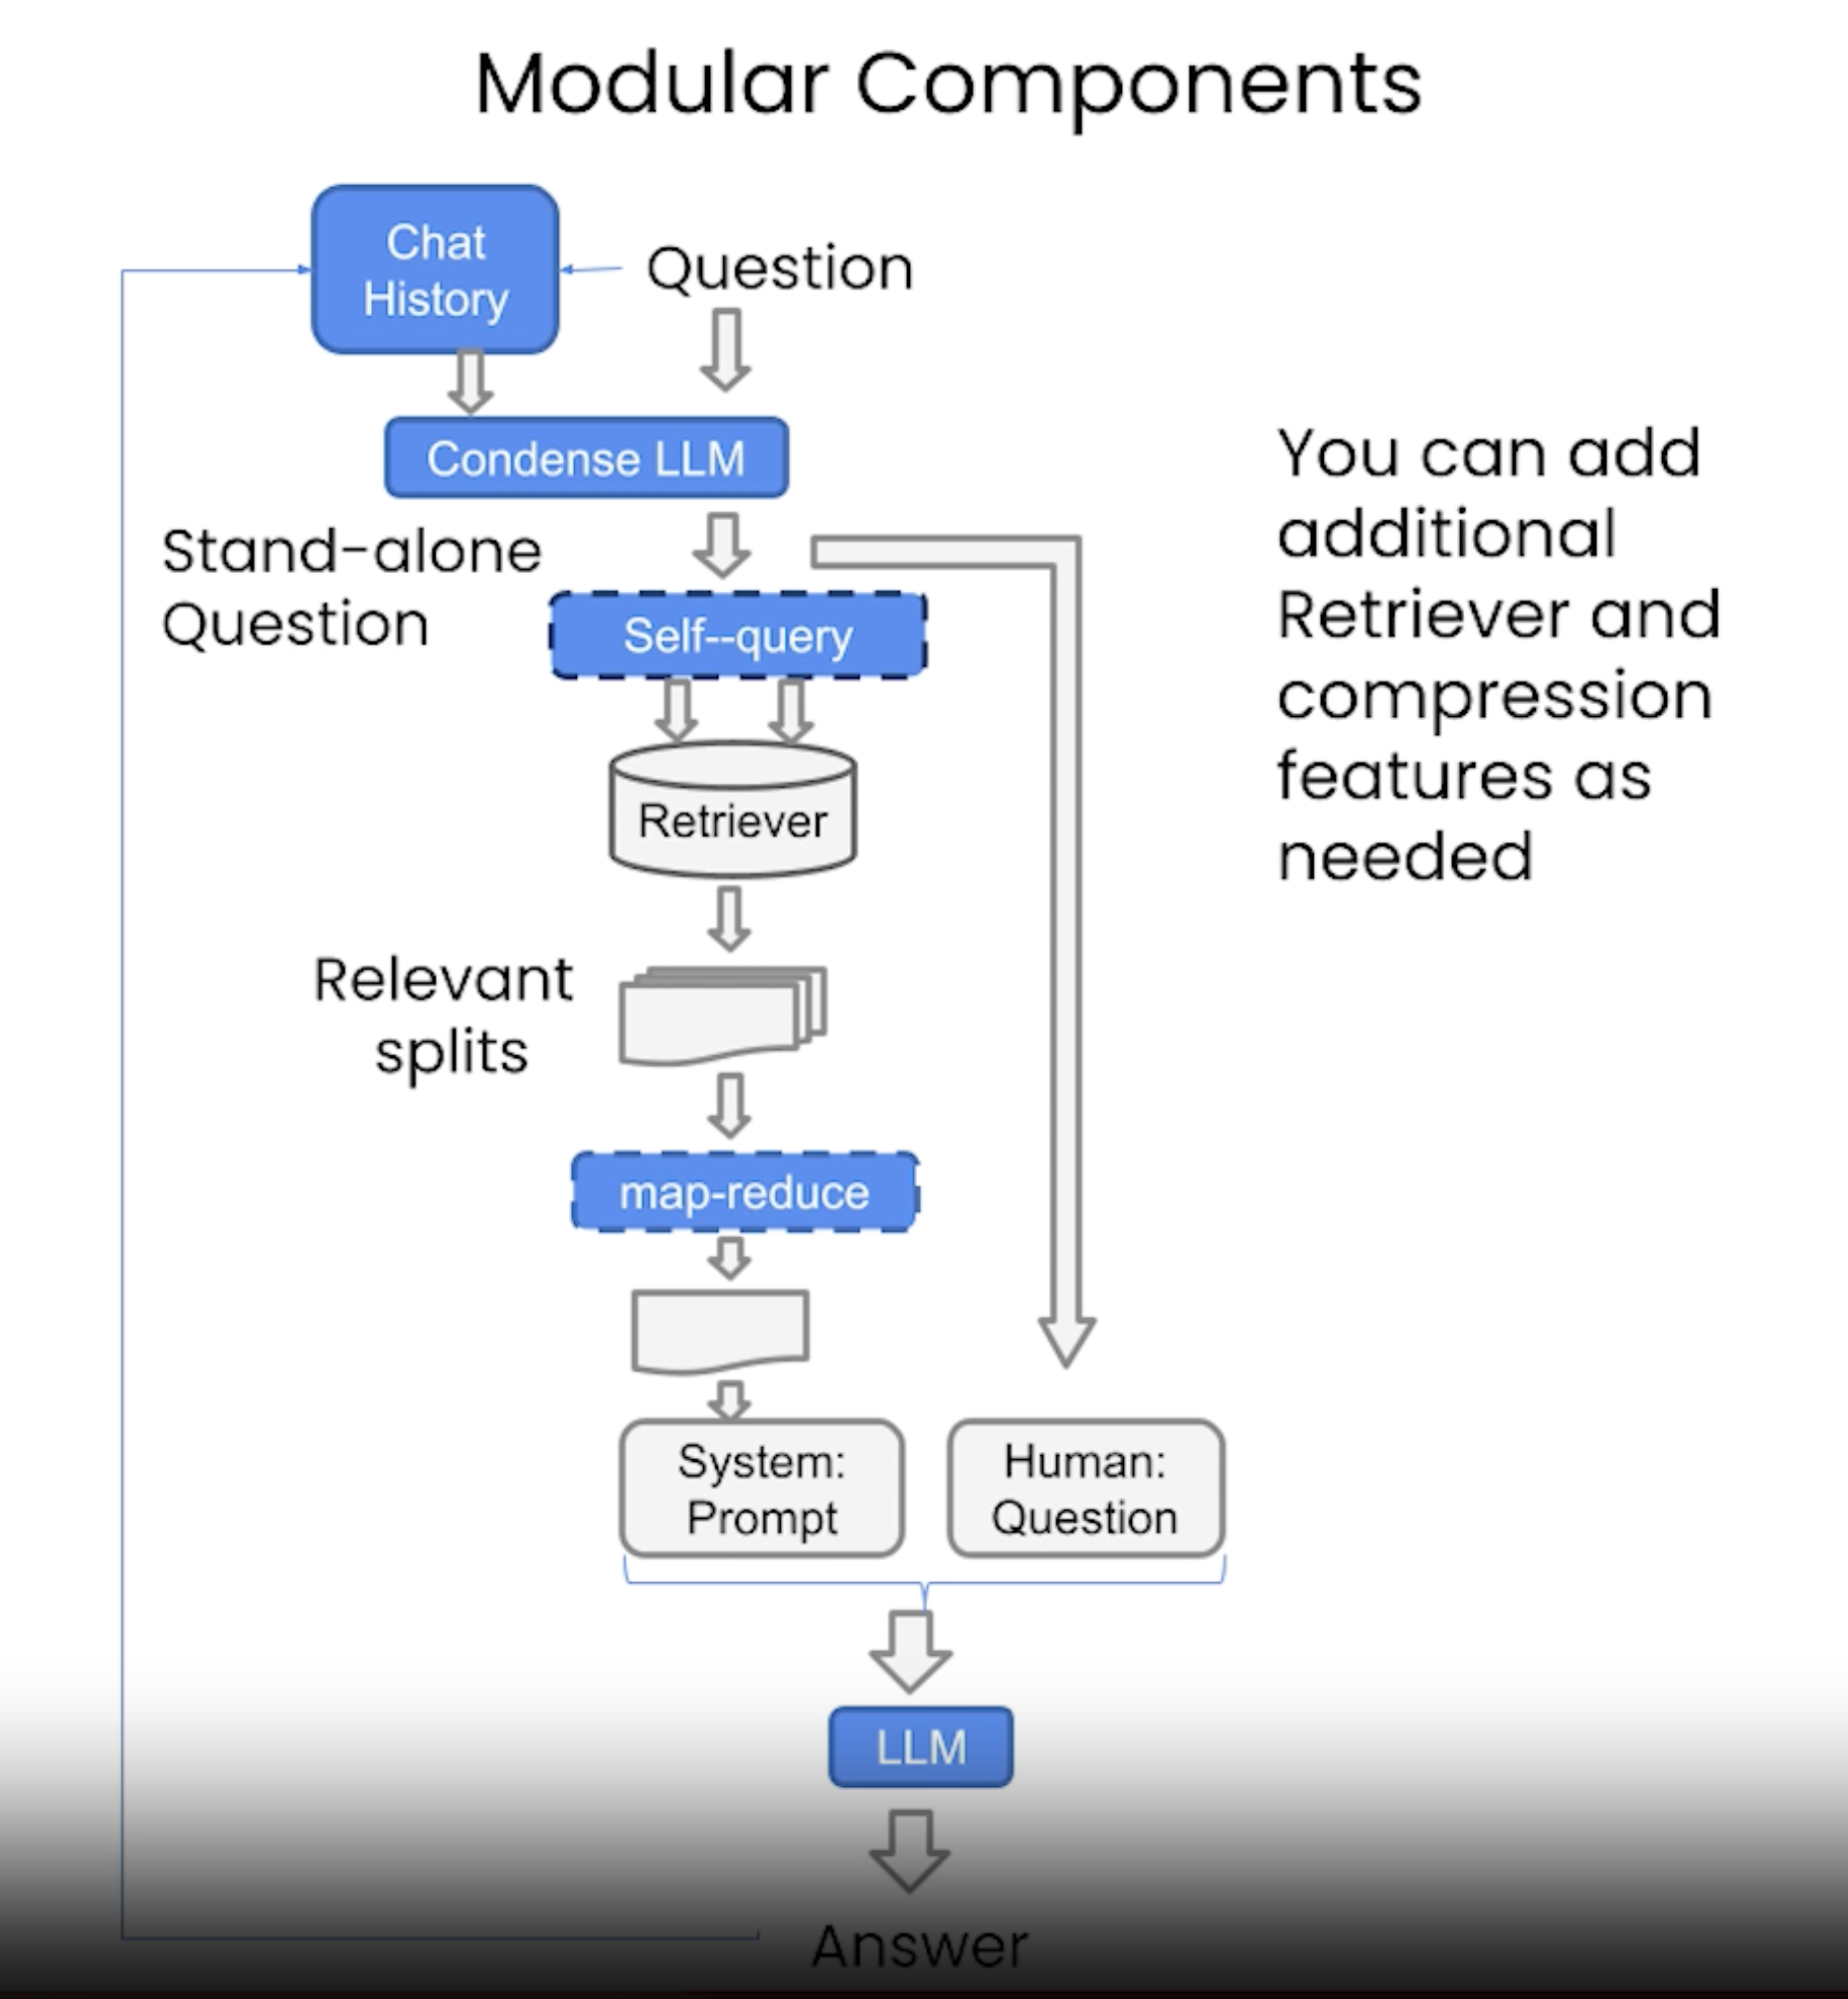 Modular Components
Chat
History
Question
Condense LLM
Stand-alone
Question
Self--query
Retriever
Relevant
splits
map-reduce
System:
Prompt
Human:
Question
LLM
Answer
You can add
additional
Retriever and
compression
features as
needed